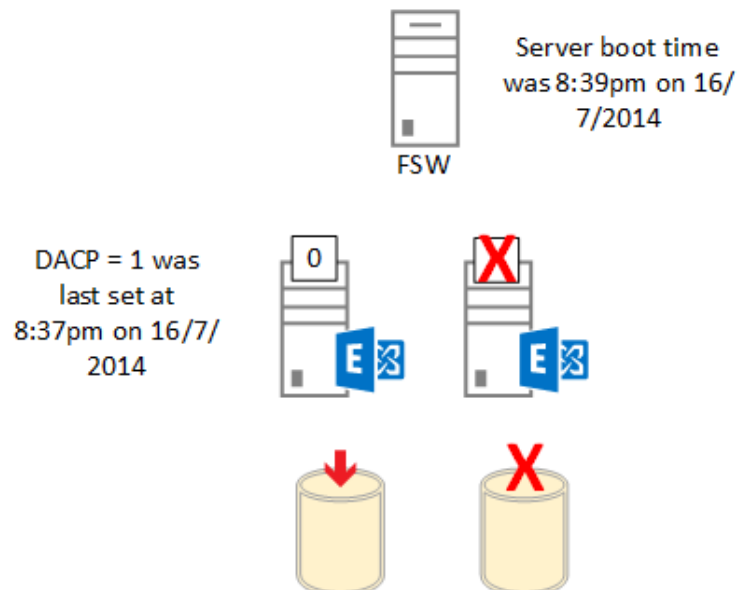 Server boot time
was 8:39pm on 16/
7/2014
FSW
DACP = 1 was
last set at
8:37pm on 16/7/
2014
0
X
E
E
X